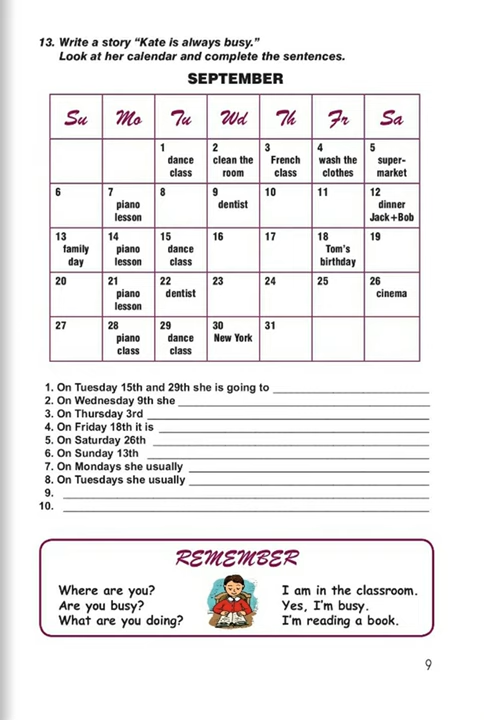 13. Write a story “Kate is always busy.”
Look at her calendar and complete the sentences.
SEPTEMBER
Su Mo Tu Wd Th Fr Sa
1 2 3 4 5
dance clean the French wash the super-
class room class clothes market
6 7 8 9 10 11 12
piano dentist dinner
lesson Jack+Bob
13 14 15 16 17 18 19
family piano dance Tom's
day lesson class birthday
20 21 22 23 24 25 26
piano dentist cinema
lesson
27 28 29 30 31
piano dance New York
class class
1. On Tuesday 15th and 29th she is going to
2. On Wednesday 9th she
3. On Thursday 3rd
4. On Friday 18th it is
5. On Saturday 26th
6. On Sunday 13th
7. On Mondays she usually
8. On Tuesdays she usually
9.
10.
REMEMBER
Where are you? I am in the classroom.
Are you busy? Yes, I’m busy.
What are you doing? I’m reading a book.
9